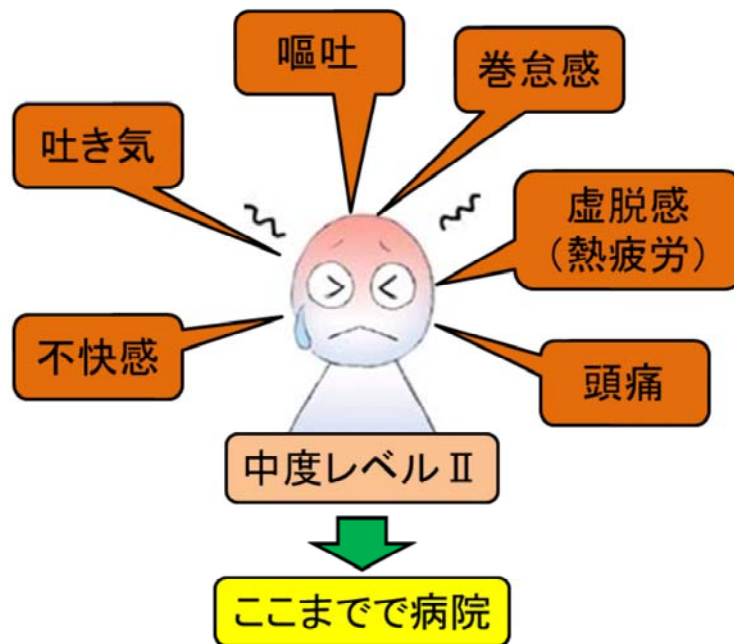 嘔吐
巻怠感
吐き気
虚脱感
（熱疲労）
不快感
頭痛
中度レベルⅡ
ここまでで病院